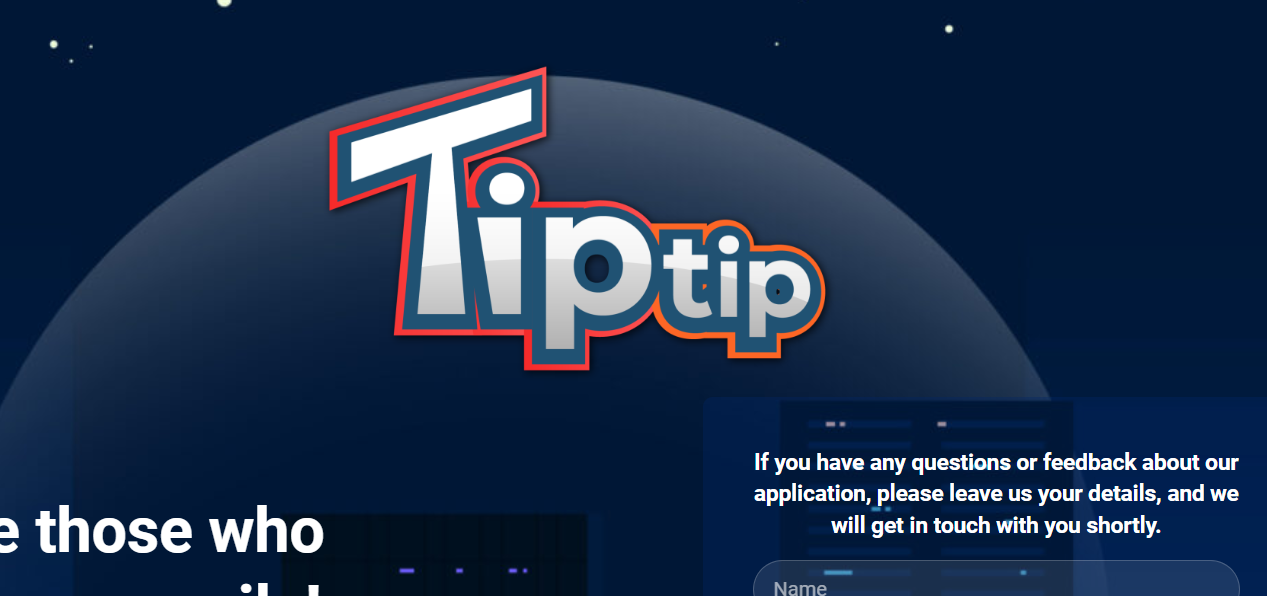 Tiptip
If you have any questions or feedback about our
application, please leave us your details, and we
will get in touch with you shortly.
e those who
Name